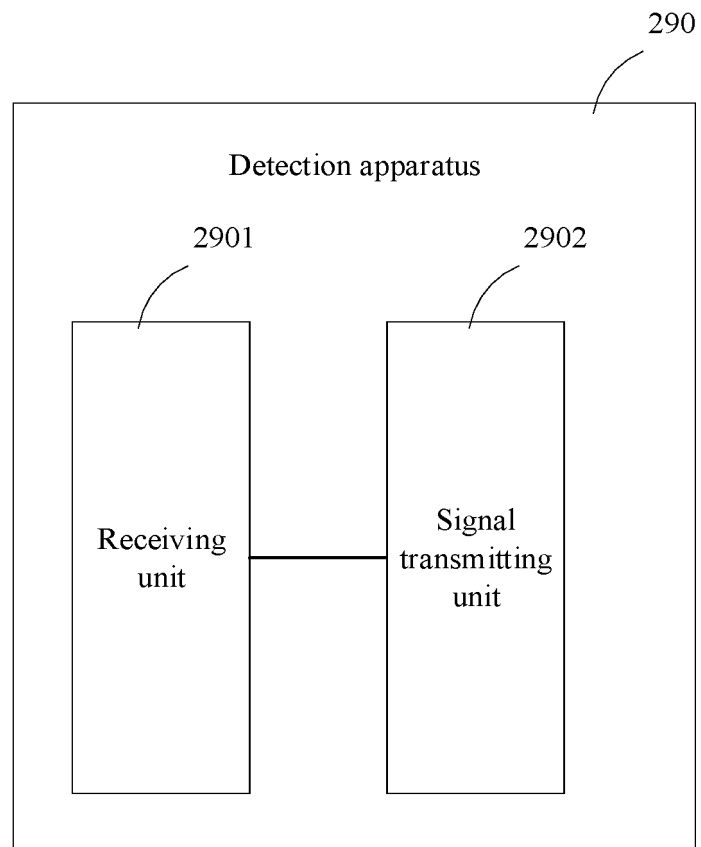 290
Detection apparatus
2901
2902
Receiving
unit
Signal
transmitting
unit